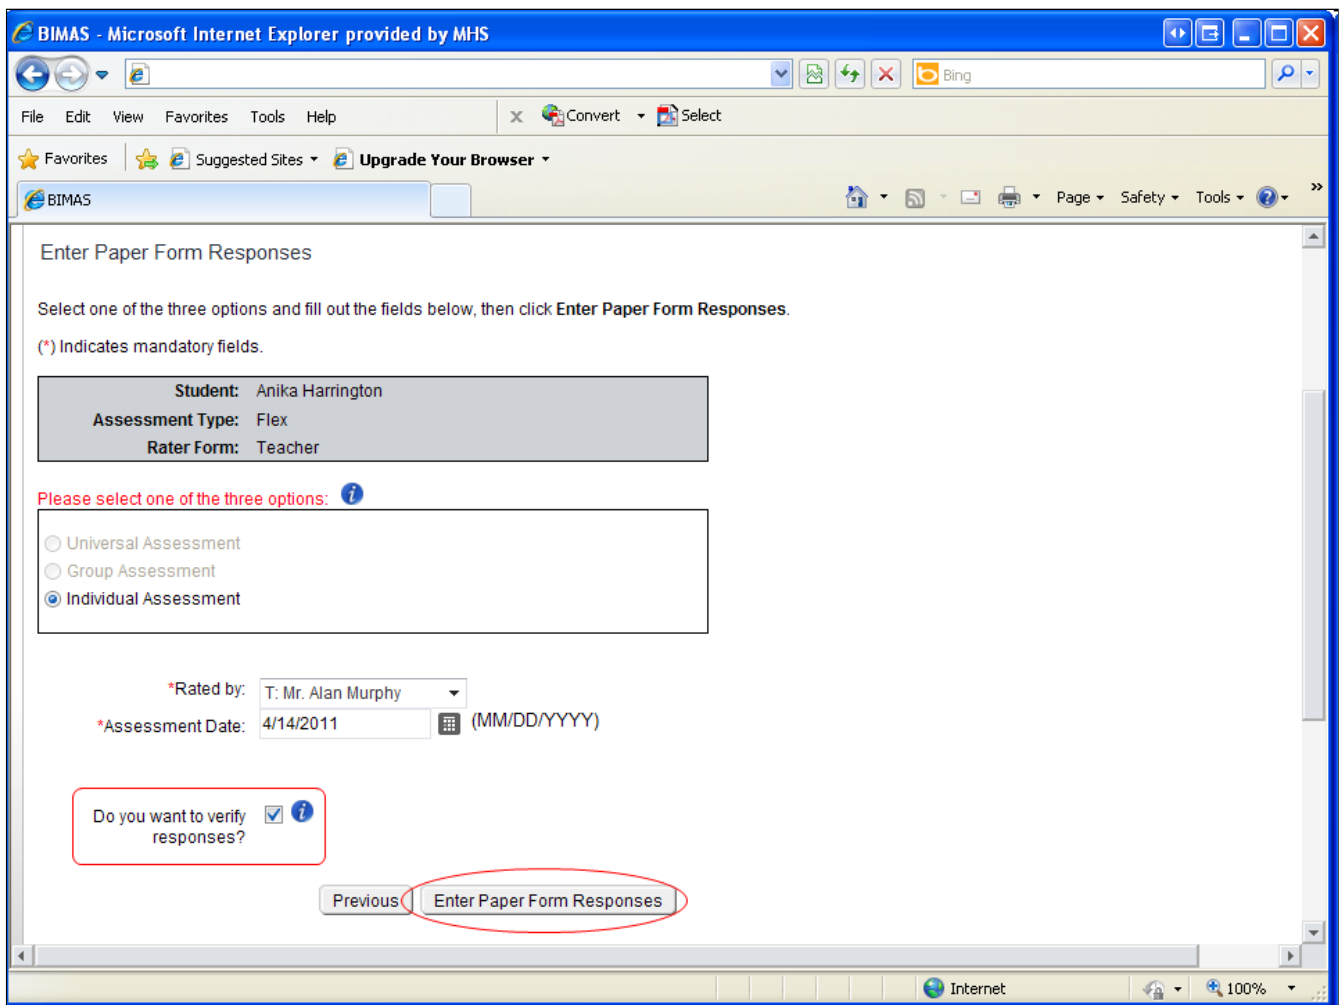 BIMAS - Microsoft Internet Explorer provided by MHS
Bing
File Edit View Favorites Tools Help x Convert Select
Favorites Suggested Sites Upgrade Your Browser
BIMAS Page Safety Tools »
Enter Paper Form Responses
Select one of the three options and fill out the fields below, then click Enter Paper Form Responses.
(*) Indicates mandatory fields.
Student: Anika Harrington
Assessment Type: Flex
Rater Form: Teacher
Please select one of the three options: i
Universal Assessment
Group Assessment
Individual Assessment
*Rated by: T: Mr. Alan Murphy
*Assessment Date: 4/14/2011 (MM/DD/YYYY)
Do you want to verify i
responses?
Previous Enter Paper Form Responses
Internet 100%